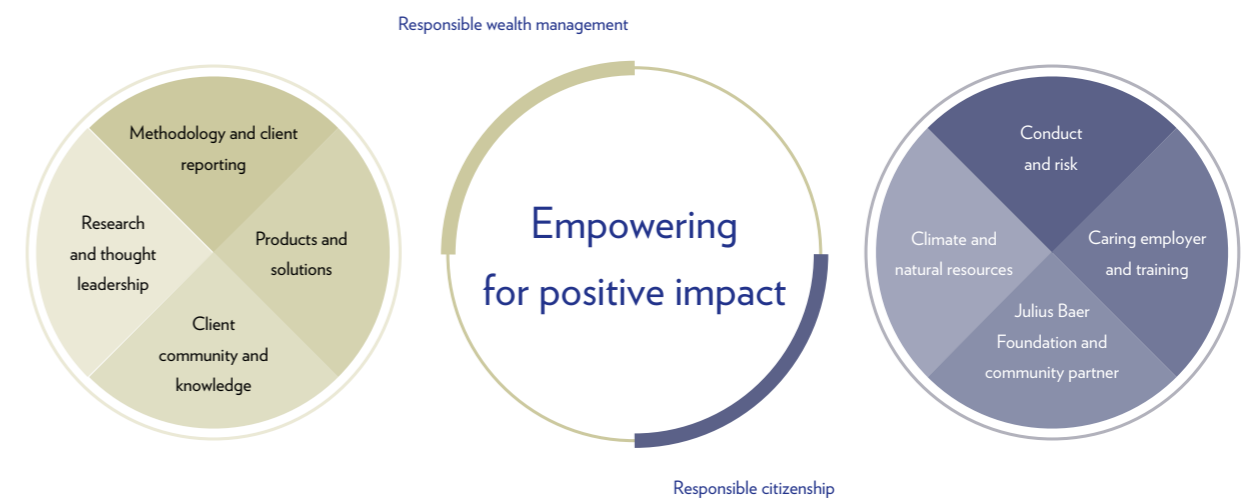 Responsible wealth management
Methodology and client
reporting
Products and
solutions
Client
community and
knowledge
Research
and thought
leadership
Empowering
for positive impact
Conduct
and risk
Caring employer
and training
Julius Baer
Foundation and
community partner
Climate and
natural resources
Responsible citizenship